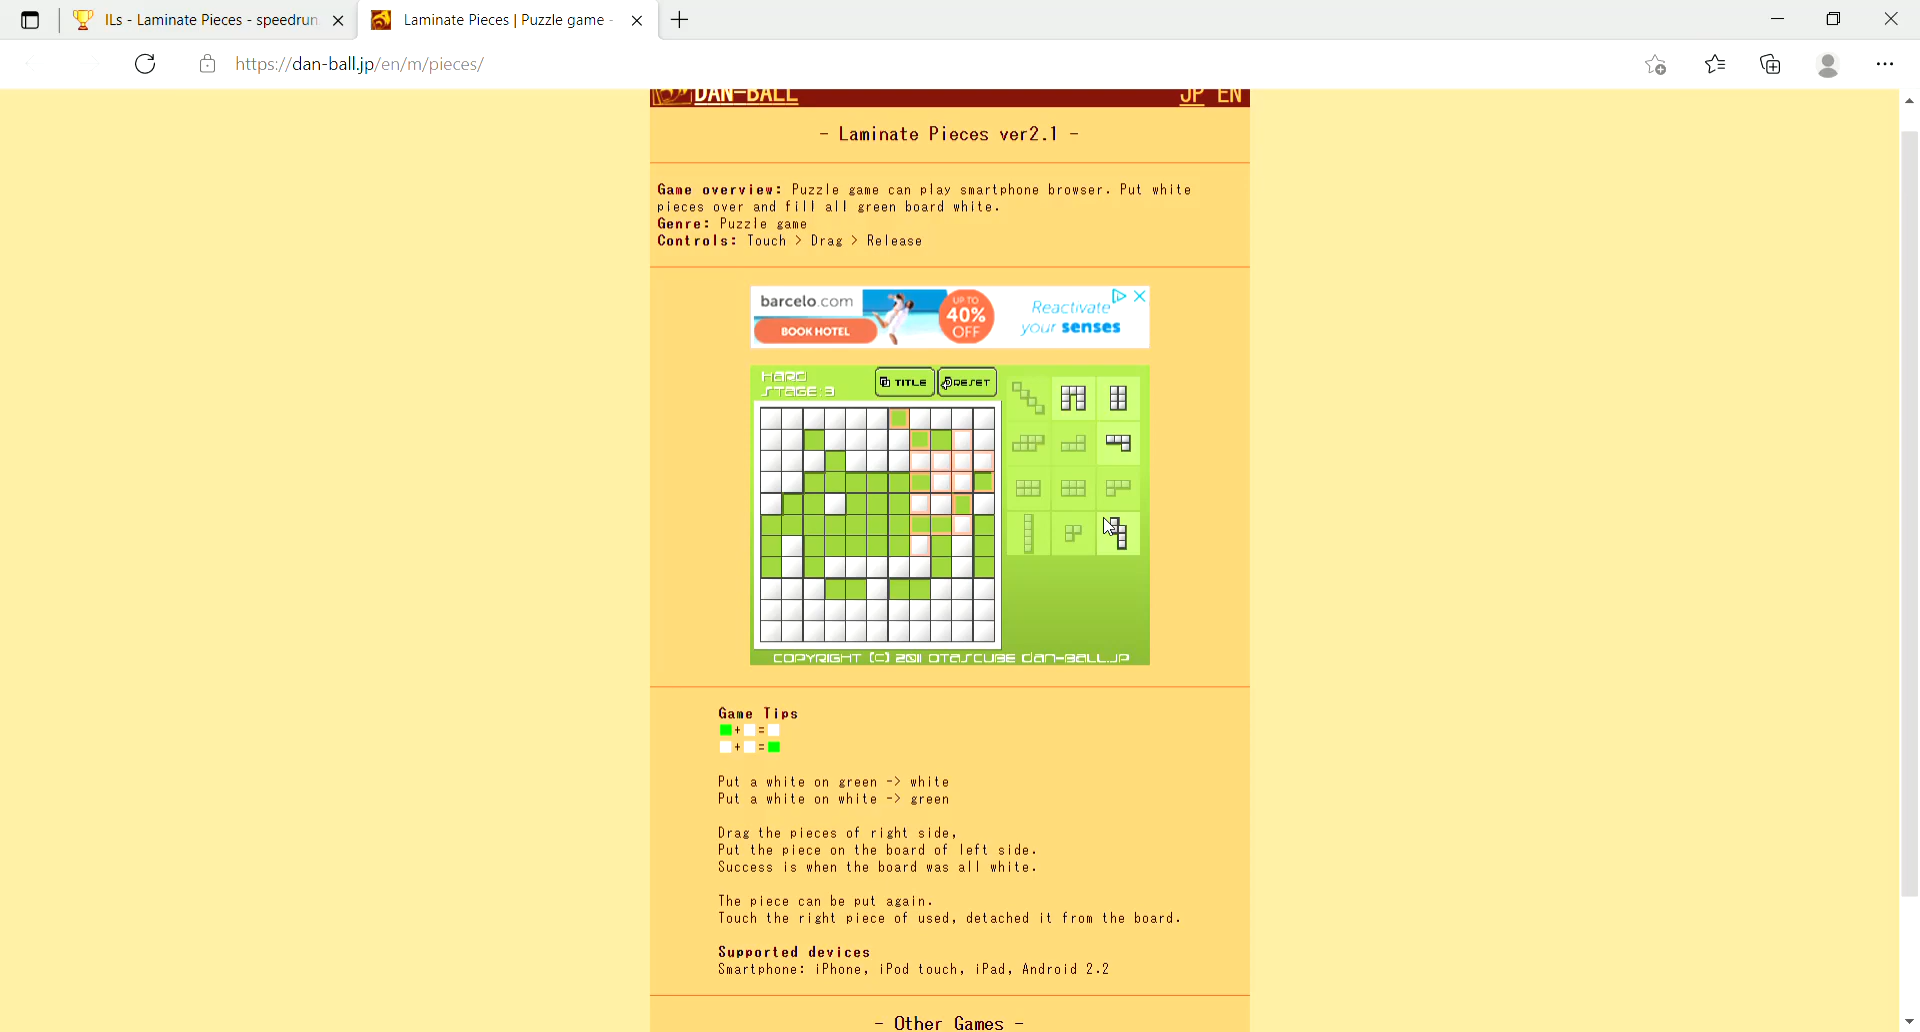 ILs - Laminate Pieces - speedrun
Laminate Pieces | Puzzle game -
https://dan-ball.jp/en/m/pieces/
DAN-BALL
JP EN
- Laminate Pieces ver2.1 -
Game overview: Puzzle game can play smartphone browser. Put white
pieces over and fill all green board white.
Genre: Puzzle game
Controls: Touch > Drag > Release
barcelo.com
BOOK HOTEL
UP TO
40%
OFF
Reactivate
your senses
HARD
STAGE:3
TITLE
RESET
COPYRIGHT (C) 2011 OTASCUBE DAN-BALL.JP
Game Tips
+ =
+ =
Put a white on green -> white
Put a white on white -> green
Drag the pieces of right side,
Put the piece on the board of left side.
Success is when the board was all white.
The piece can be put again.
Touch the right piece of used, detached it from the board.
Supported devices
Smartphone: iPhone, iPod touch, iPad, Android 2.2
- Other Games -